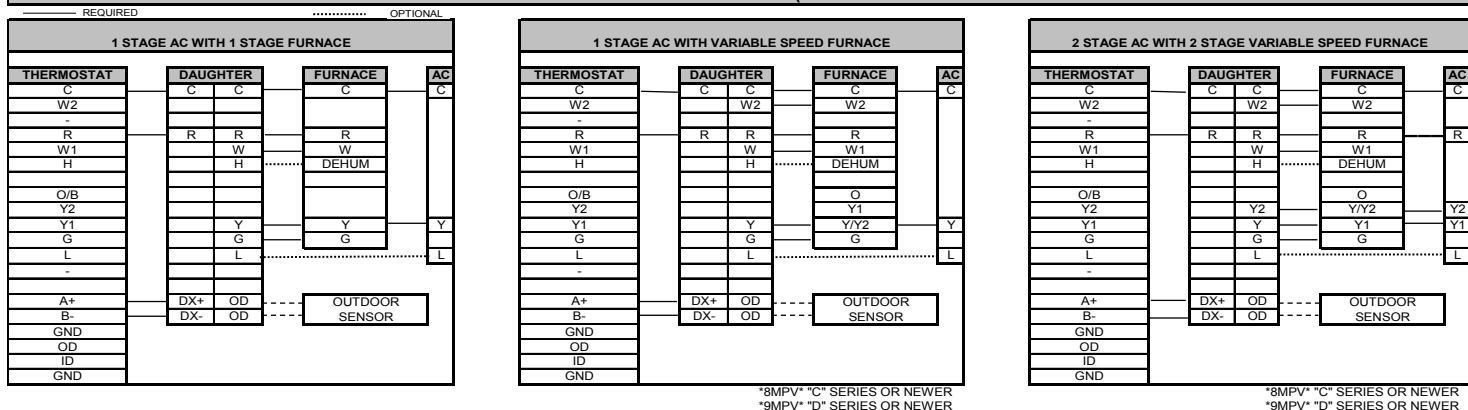 REQUIRED OPTIONAL
1 STAGE AC WITH 1 STAGE FURNACE
THERMOSTAT DAUGHTER FURNACE AC
C C C C C
W2
-
R R R R
W1 W W
H H DEHUM
O/B
Y2
Y1 Y Y Y
G G G
L L L
-
A+ DX+ OD OUTDOOR
B- DX- OD SENSOR
GND
OD
ID
GND
1 STAGE AC WITH VARIABLE SPEED FURNACE
THERMOSTAT DAUGHTER FURNACE AC
C C C C C
W2 W2 W2
-
R R R R
W1 W W1
H H DEHUM
O/B O
Y2 Y1
Y1 Y Y/Y2 Y
G G G
L L L
-
A+ DX+ OD OUTDOOR
B- DX- OD SENSOR
GND
OD
ID
GND
*8MPV* "C" SERIES OR NEWER
*9MPV* "D" SERIES OR NEWER
2 STAGE AC WITH 2 STAGE VARIABLE SPEED FURNACE
THERMOSTAT DAUGHTER FURNACE AC
C C C C C
W2 W2 W2
-
R R R R R
W1 W W1
H H DEHUM
O/B O
Y2 Y2 Y/Y2 Y2
Y1 Y Y1 Y1
G G G
L L L
-
A+ DX+ OD OUTDOOR
B- DX- OD SENSOR
GND
OD
ID
GND
*8MPV* "C" SERIES OR NEWER
*9MPV* "D" SERIES OR NEWER